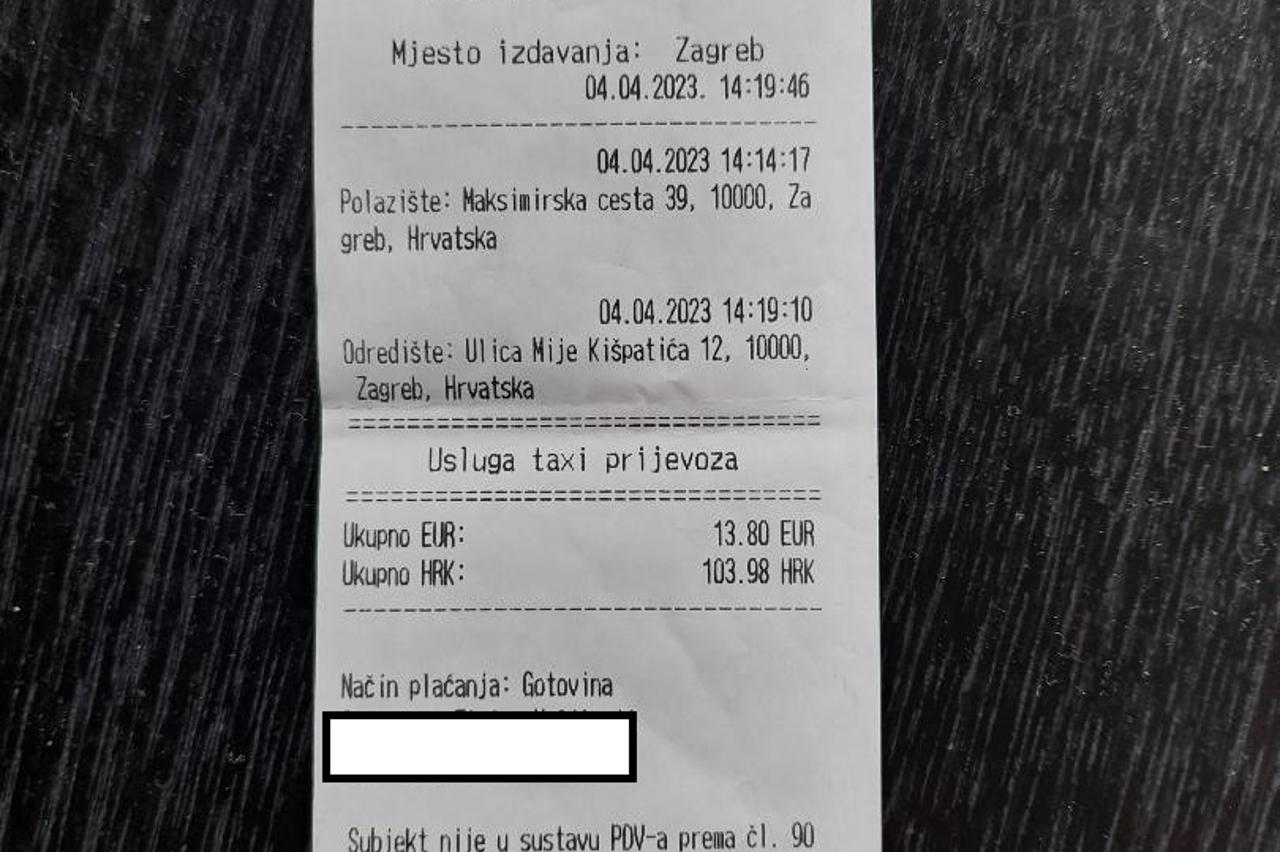 Mjesto izdavanja: Zagreb
04.04.2023. 14:19:46
04.04.2023 14:14:17
Polazište: Maksimirska cesta 39, 10000, Za
greb, Hrvatska
04.04.2023 14:19:10
Odredište: Ulica Mije Kišpatića 12, 10000,
Zagreb, Hrvatska
Usluga taxi prijevoza
Ukupno EUR: 13.80 EUR
Ukupno HRK: 103.98 HRK
Način plaćanja: Gotovina
Subjekt nije u sustavu PDV-a prema čl. 90